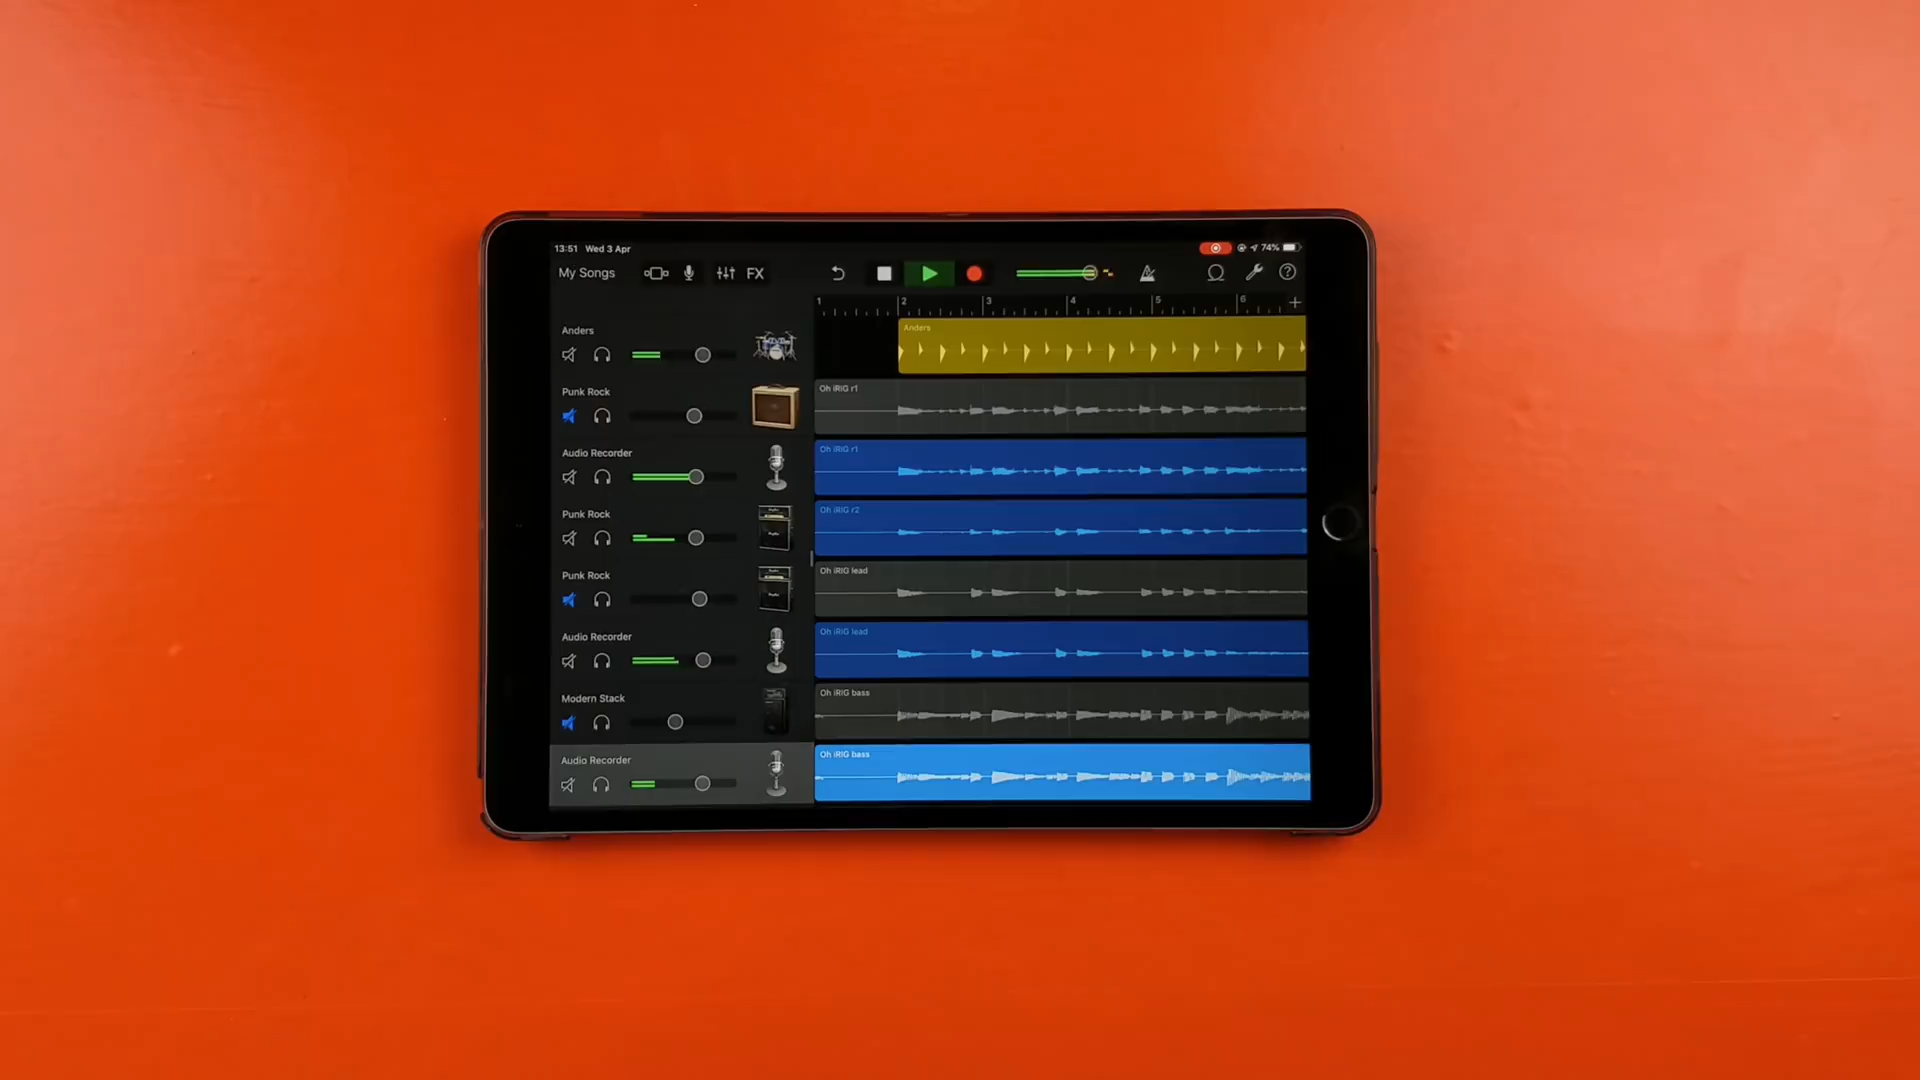 13:51 Wed 3 Apr
74%
My Songs
FX
1 2 3 4 5 6
Anders
Anders
Punk Rock
Oh iRIG r1
Audio Recorder
Oh iRIG r1
Punk Rock
Oh iRIG r2
Punk Rock
Oh iRIG lead
Audio Recorder
Oh iRIG lead
Modern Stack
Oh iRIG bass
Audio Recorder
Oh iRIG bass